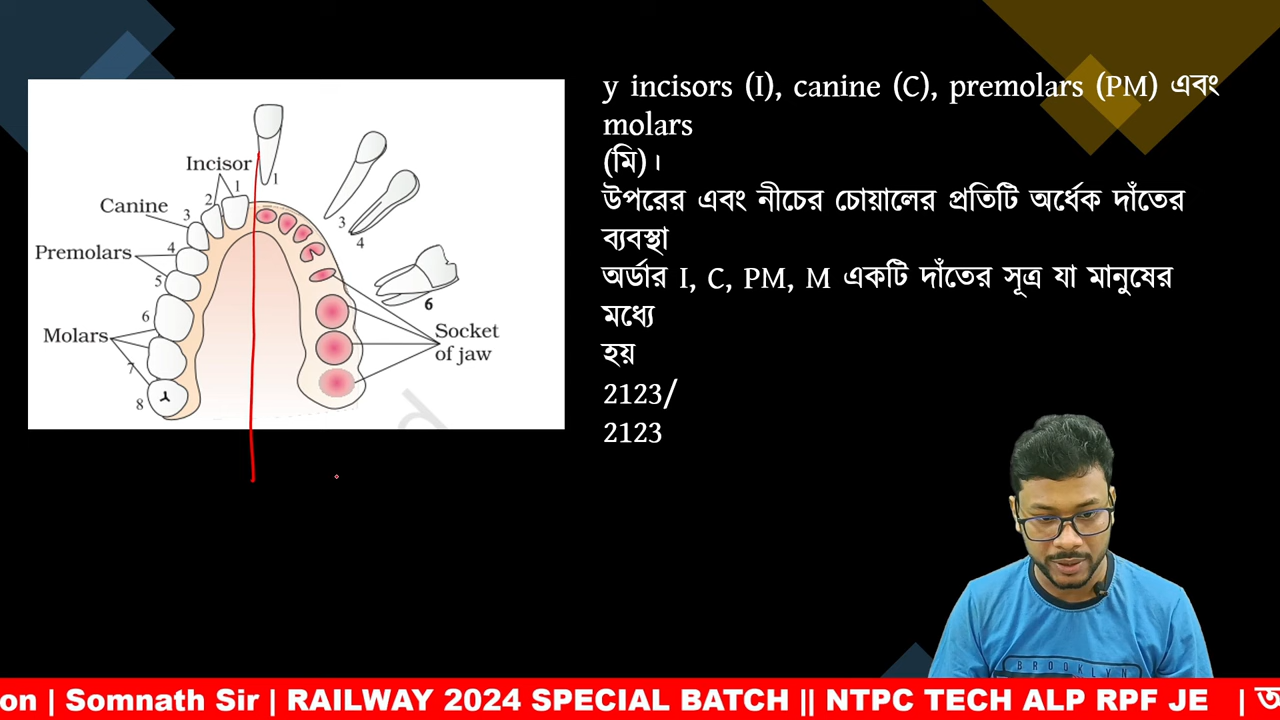 y incisors (I), canine (C), premolars (PM) এবং
molars
(মি)।
উপরের এবং নীচের চোয়ালের প্রতিটি অর্ধেক দাঁতের
ব্যবস্থা
অর্ডার I, C, PM, M একটি দাঁতের সূত্র যা মানুষের
মধ্যে
হয়
2123/
2123
Incisor
1
2
1
Canine
3
3
4
Premolars
4
5
6
6
Molars
7
8
Socket
of jaw
d
BROOKLYN
on | Somnath Sir | RAILWAY 2024 SPECIAL BATCH || NTPC TECH ALP RPF JE | ত